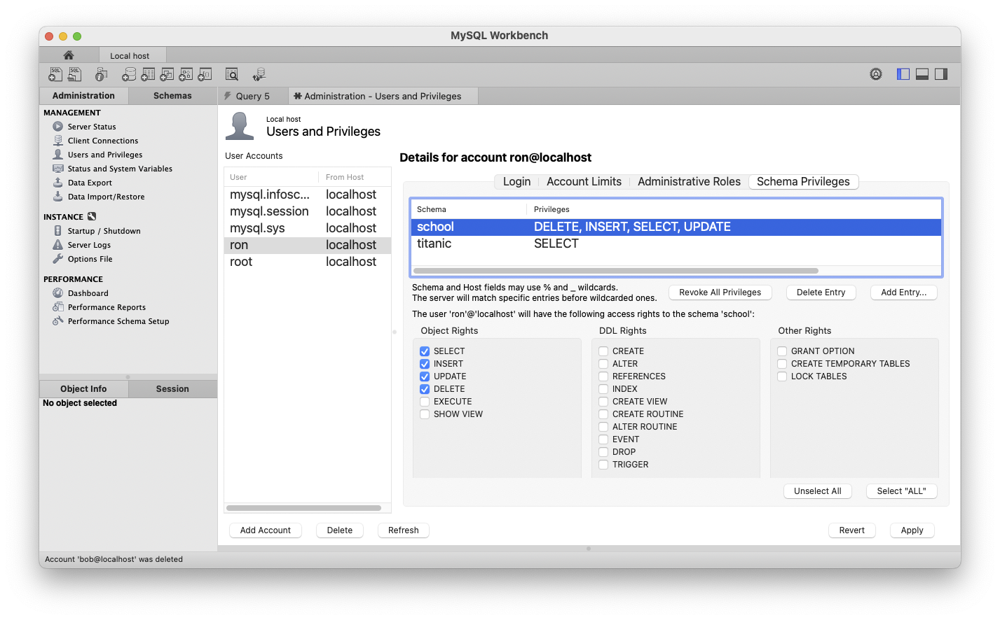 MySQL Workbench
Local host
Administration
Schemas
Query 5
Administration - Users and Privileges
MANAGEMENT
Server Status
Client Connections
Users and Privileges
Status and System Variables
Data Export
Data Import/Restore
INSTANCE
Startup / Shutdown
Server Logs
Options File
PERFORMANCE
Dashboard
Performance Reports
Performance Schema Setup
Object Info
Session
No object selected
Local host
Users and Privileges
User Accounts
User From Host
mysql.infosc... localhost
mysql.session localhost
mysql.sys localhost
ron localhost
root localhost
Add Account
Delete
Refresh
Details for account ron@localhost
Login
Account Limits
Administrative Roles
Schema Privileges
Schema Privileges
school DELETE, INSERT, SELECT, UPDATE
titanic SELECT
Schema and Host fields may use % and _ wildcards.
The server will match specific entries before wildcarded ones.
Revoke All Privileges
Delete Entry
Add Entry...
The user 'ron'@'localhost' will have the following access rights to the schema 'school':
Object Rights
SELECT
INSERT
UPDATE
DELETE
EXECUTE
SHOW VIEW
DDL Rights
CREATE
ALTER
REFERENCES
INDEX
CREATE VIEW
CREATE ROUTINE
ALTER ROUTINE
EVENT
DROP
TRIGGER
Other Rights
GRANT OPTION
CREATE TEMPORARY TABLES
LOCK TABLES
Unselect All
Select "ALL"
Revert
Apply
Account 'bob@localhost' was deleted